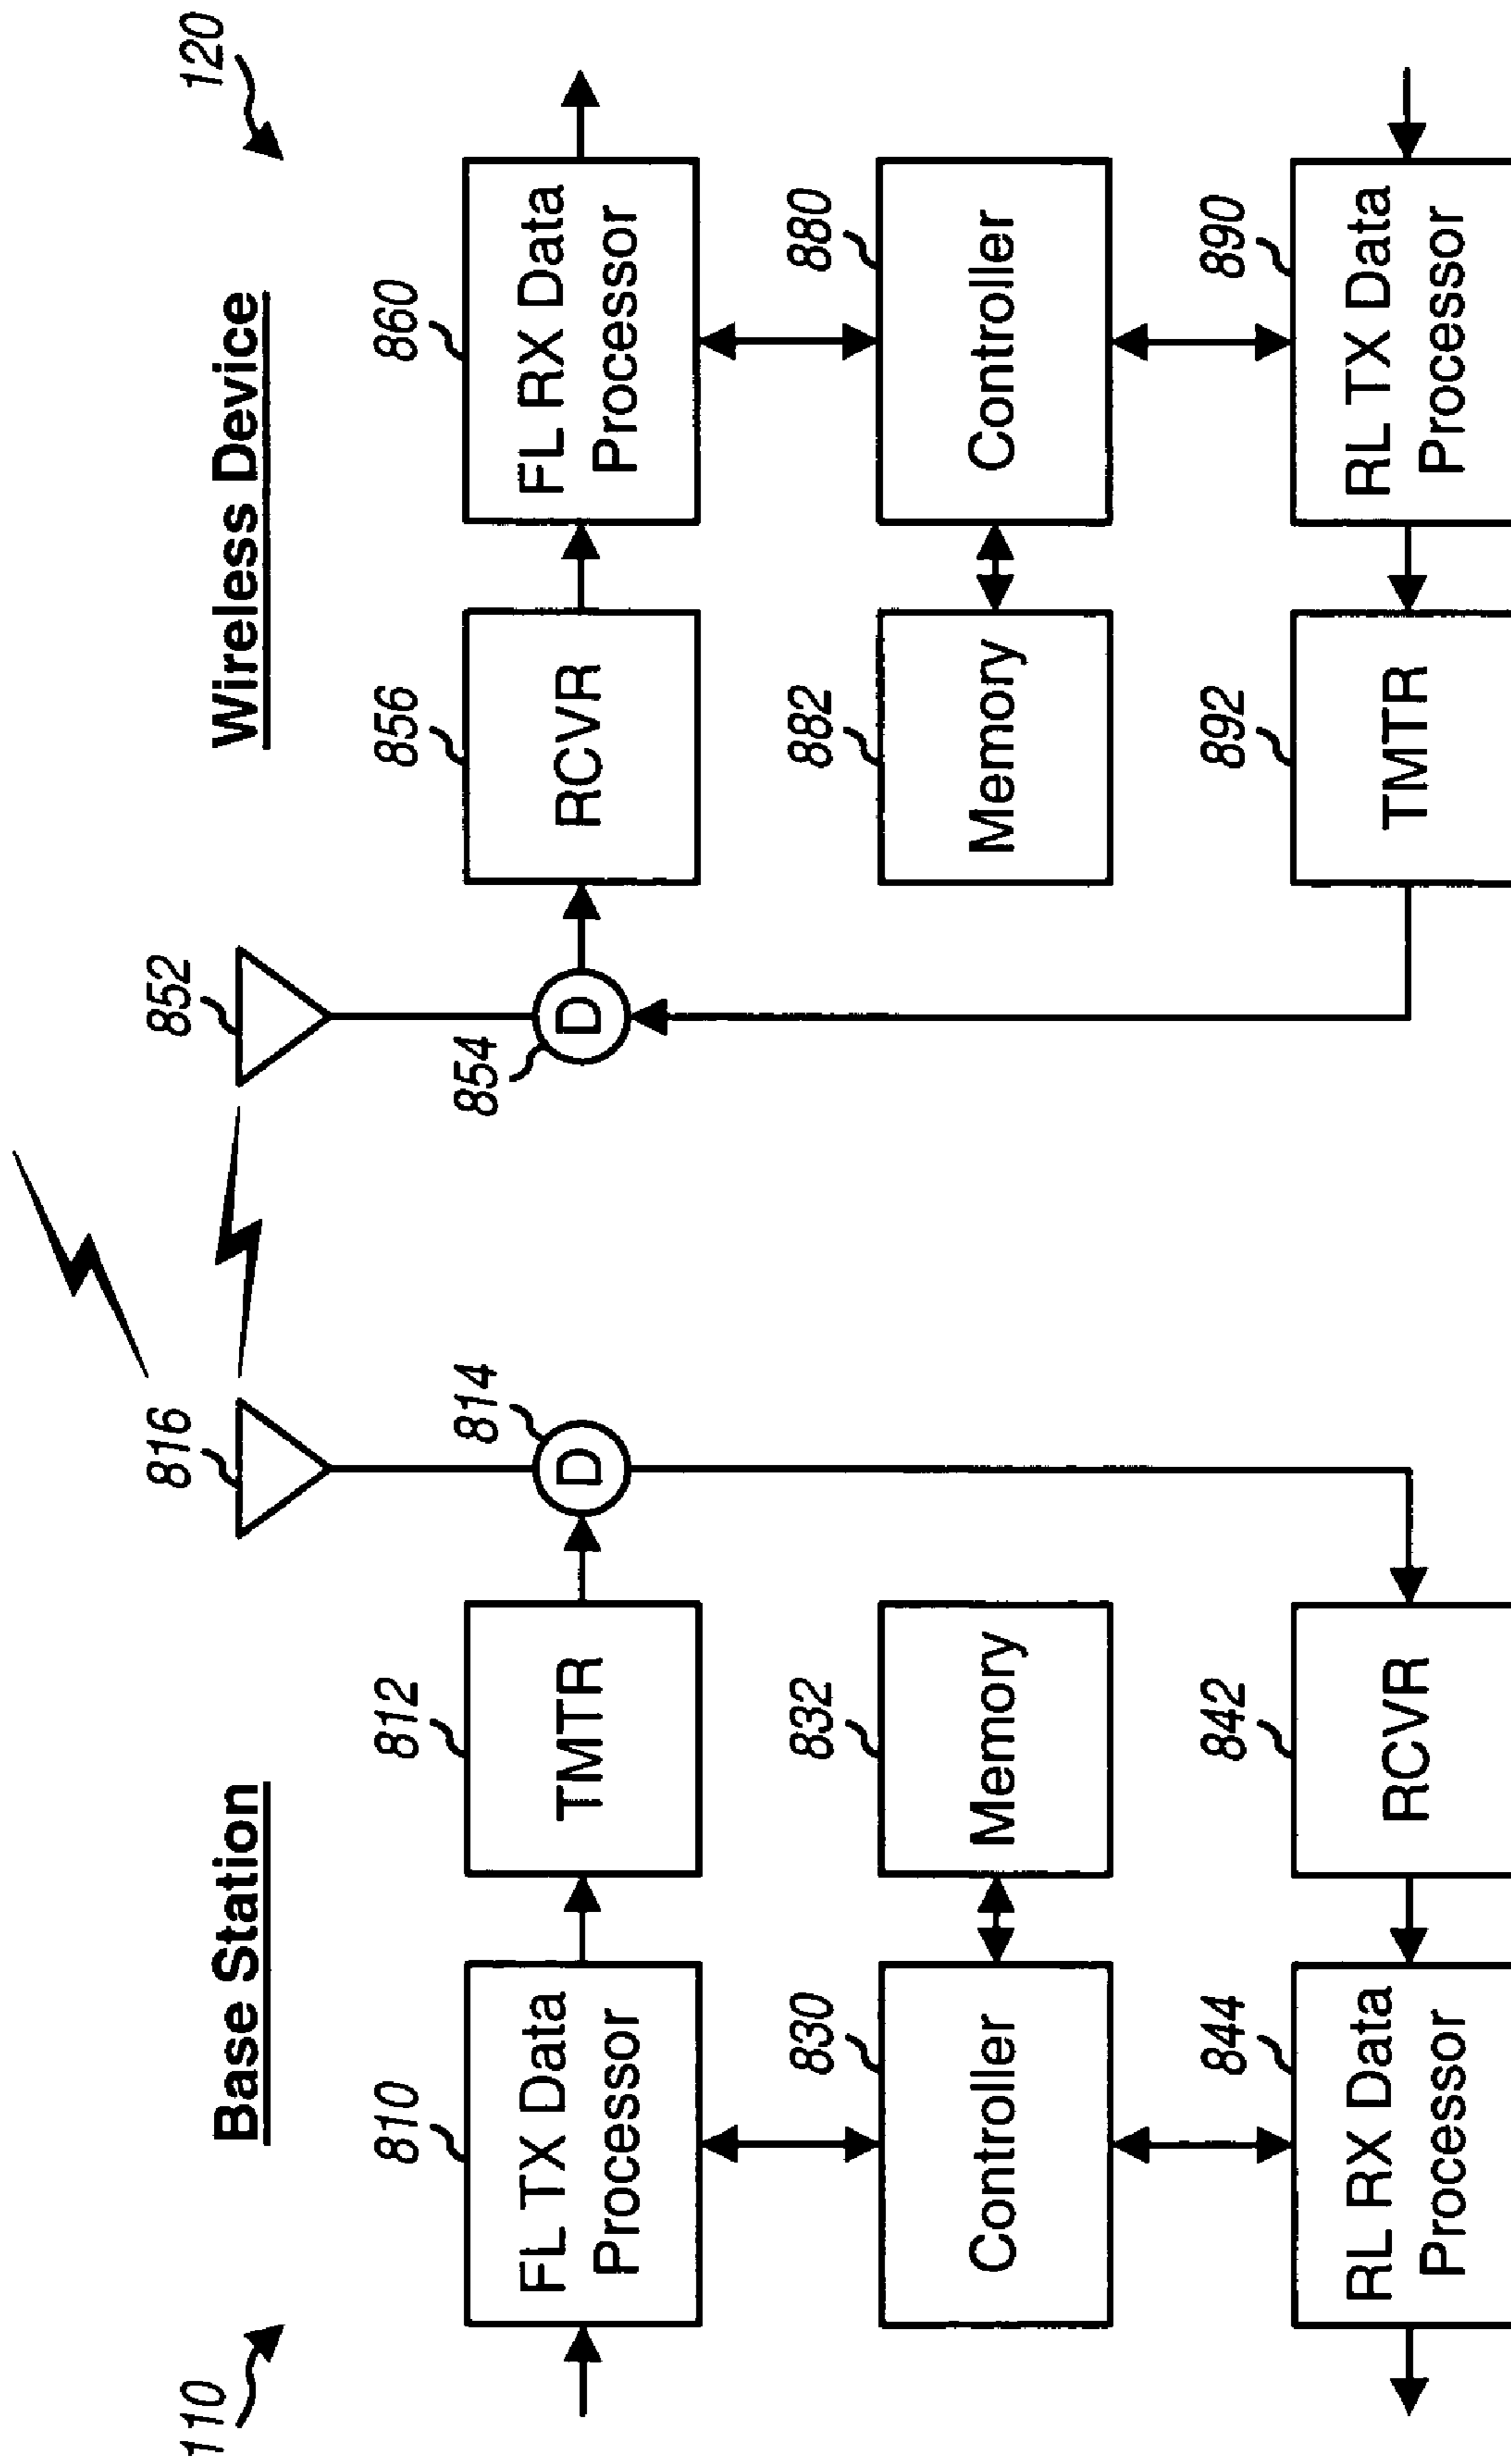 110
Base Station
Wireless Device
120
816
852
810
FL TX Data
Processor
812
TMTR
814
D
854
D
856
RCVR
860
FL RX Data
Processor
830
Controller
832
Memory
882
Memory
880
Controller
844
RL RX Data
Processor
842
RCVR
892
TMTR
890
RL TX Data
Processor